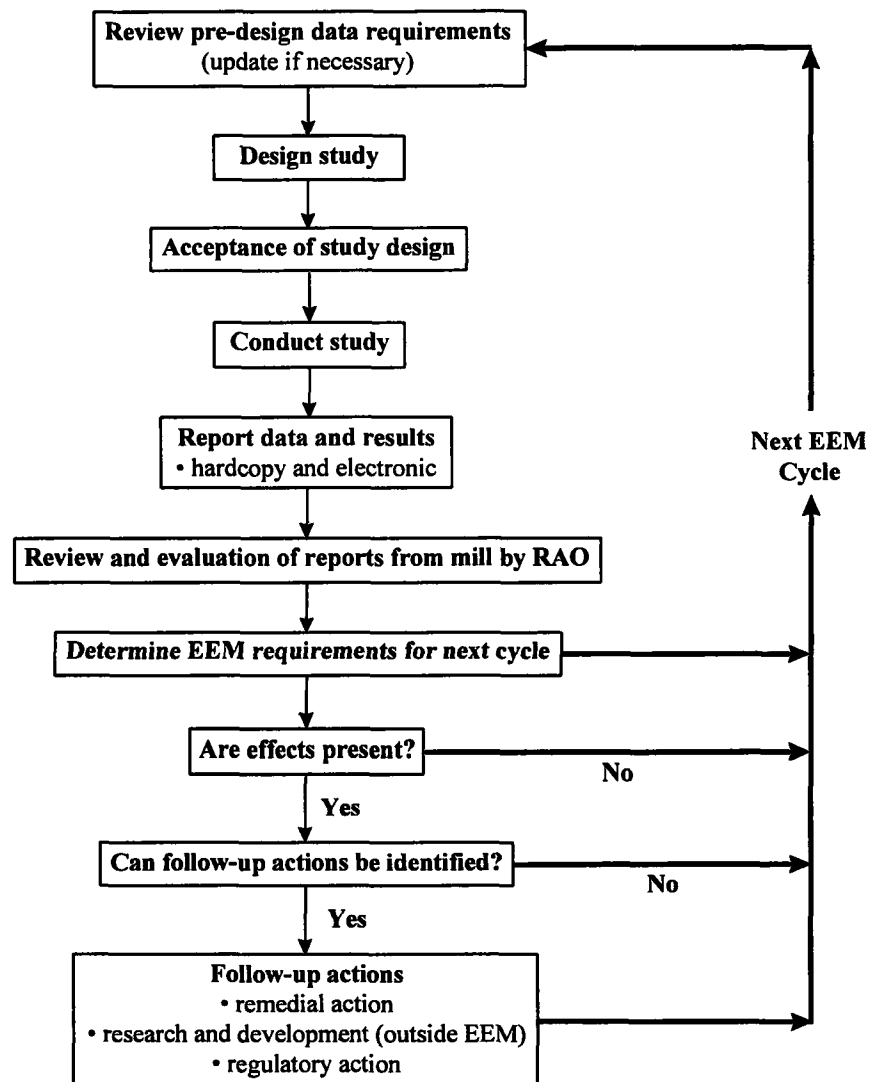 Review pre-design data requirements
(update if necessary)
Design study
Acceptance of study design
Conduct study
Report data and results
• hardcopy and electronic
Next EEM
Cycle
Review and evaluation of reports from mill by RAO
Determine EEM requirements for next cycle
Are effects present?
No
Yes
Can follow-up actions be identified?
No
Yes
Follow-up actions
• remedial action
• research and development (outside EEM)
• regulatory action